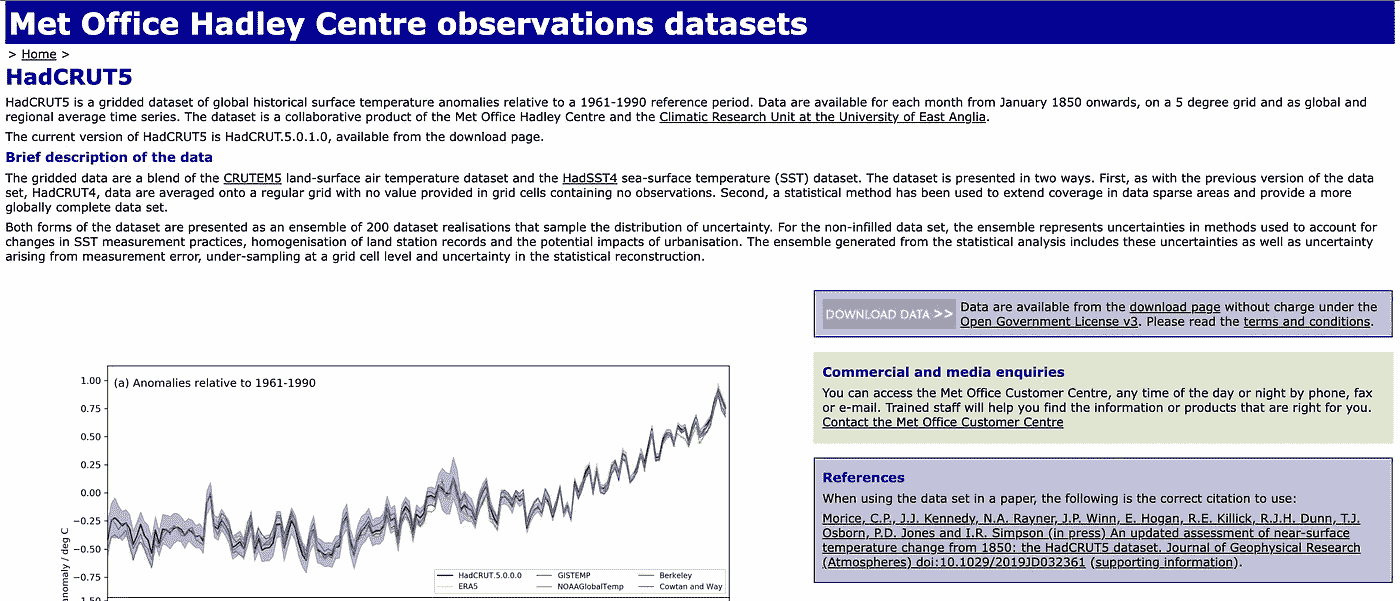 Met Office Hadley Centre observations datasets
> Home >
HadCRUT5
HadCRUT5 is a gridded dataset of global historical surface temperature anomalies relative to a 1961-1990 reference period. Data are available for each month from January 1850 onwards, on a 5 degree grid and as global and
regional average time series. The dataset is a collaborative product of the Met Office Hadley Centre and the Climatic Research Unit at the University of East Anglia.
The current version of HadCRUT5 is HadCRUT.5.0.1.0, available from the download page.
Brief description of the data
The gridded data are a blend of the CRUTEM5 land-surface air temperature dataset and the HadSST4 sea-surface temperature (SST) dataset. The dataset is presented in two ways. First, as with the previous version of the data
set, HadCRUT4, data are averaged onto a regular grid with no value provided in grid cells containing no observations. Second, a statistical method has been used to extend coverage in data sparse areas and provide a more
globally complete data set.
Both forms of the dataset are presented as an ensemble of 200 dataset realisations that sample the distribution of uncertainty. For the non-infilled data set, the ensemble represents uncertainties in methods used to account for
changes in SST measurement practices, homogenisation of land station records and the potential impacts of urbanisation. The ensemble generated from the statistical analysis includes these uncertainties as well as uncertainty
arising from measurement error, under-sampling at a grid cell level and uncertainty in the statistical reconstruction.
DOWNLOAD DATA >>
Data are available from the download page without charge under the
Open Government License v3. Please read the terms and conditions.
Commercial and media enquiries
You can access the Met Office Customer Centre, any time of the day or night by phone, fax
or e-mail. Trained staff will help you find the information or products that are right for you.
Contact the Met Office Customer Centre
References
When using the data set in a paper, the following is the correct citation to use:
Morice, C.P., J.J. Kennedy, N.A. Rayner, J.P. Winn, E. Hogan, R.E. Killick, R.J.H. Dunn, T.J.
Osborn, P.D. Jones and I.R. Simpson (in press) An updated assessment of near-surface
temperature change from 1850: the HadCRUT5 dataset. Journal of Geophysical Research
(Atmospheres) doi:10.1029/2019JD032361 (supporting information).
(a) Anomalies relative to 1961-1990
1.00
0.75
0.50
0.25
0.00
−0.25
−0.50
−0.75
1.50
anomaly / deg C
HadCRUT.5.0.0.0 GISTEMP Berkeley
ERA5 NOAAGlobalTemp Cowtan and Way